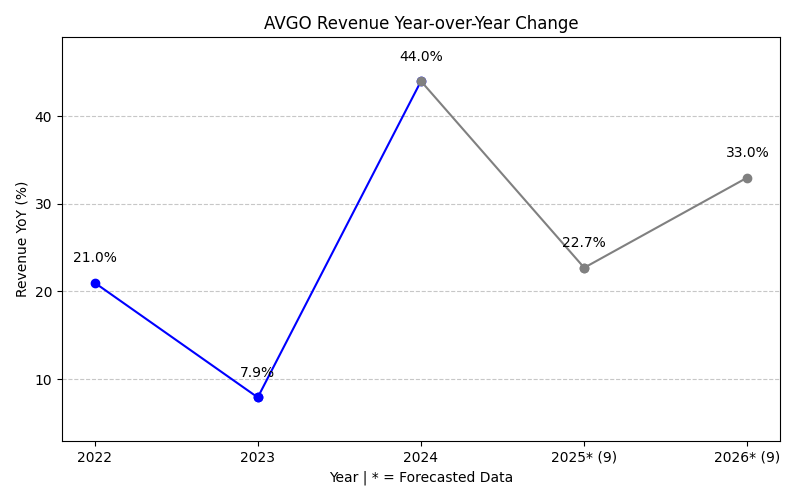 AVGO Revenue Year-over-Year Change
44.0%
40
33.0%
30
Revenue YoY (%)
21.0%
22.7%
20
7.9%
10
2022 2023 2024 2025* (9) 2026* (9)
Year | * = Forecasted Data